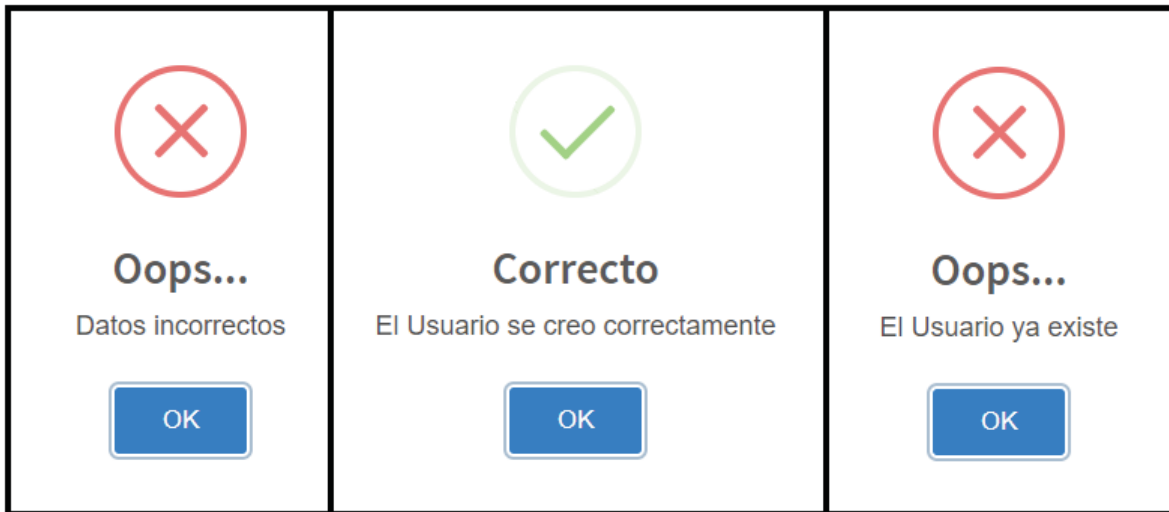 Oops...
Datos incorrectos
OK
Correcto
El Usuario se creo correctamente
OK
Oops...
El Usuario ya existe
OK